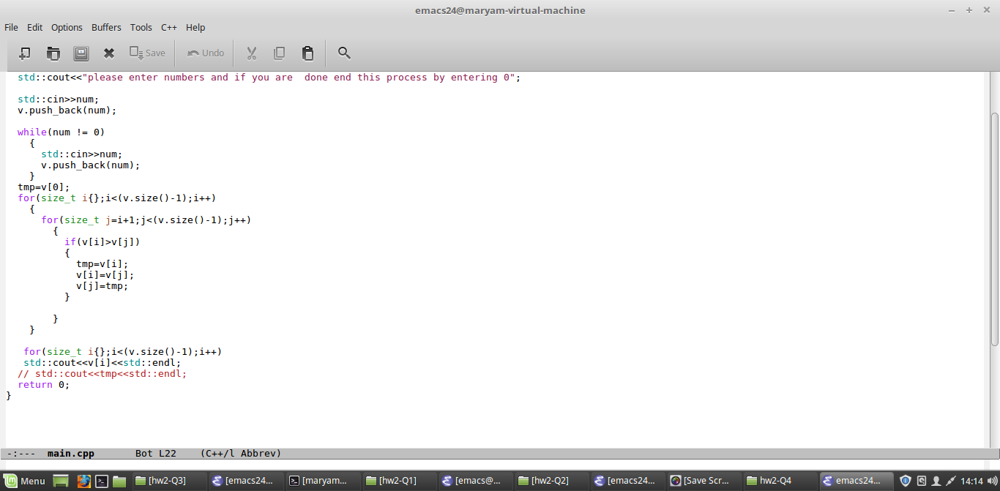 emacs24@maryam-virtual-machine
File Edit Options Buffers Tools C++ Help
Save Undo
std::cout<<"please enter numbers and if you are  done end this process by entering 0";
std::cin>>num;
v.push_back(num);
while(num != 0)
{
std::cin>>num;
v.push_back(num);
}
tmp=v[0];
for(size_t i{};i<(v.size()-1);i++)
{
for(size_t j=i+1;j<(v.size()-1);j++)
{
if(v[i]>v[j])
{
tmp=v[i];
v[i]=v[j];
v[j]=tmp;
}
}
}
for(size_t i{};i<(v.size()-1);i++)
std::cout<<v[i]<<std::endl;
// std::cout<<tmp<<std::endl;
return 0;
}
-:--- main.cpp Bot L22 (C++/l Abbrev)
Menu [hw2-Q3] [emacs24... [maryam... [hw2-Q1] [emacs@... [hw2-Q2] [emacs24... [Save Scr... hw2-Q4 emacs24... 14:14